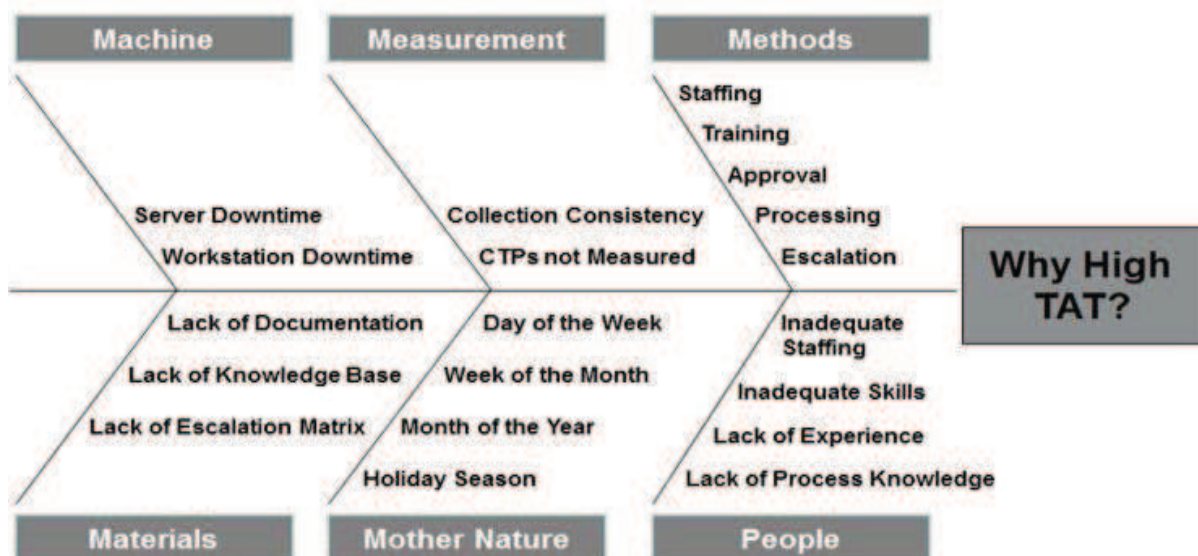 Machine
Measurement
Methods
Staffing
Training
Approval
Server Downtime
Collection Consistency
Processing
Workstation Downtime
CTPs not Measured
Escalation
Why High
TAT?
Lack of Documentation
Day of the Week
Inadequate
Staffing
Lack of Knowledge Base
Week of the Month
Inadequate Skills
Lack of Escalation Matrix
Month of the Year
Lack of Experience
Holiday Season
Lack of Process Knowledge
Materials
Mother Nature
People